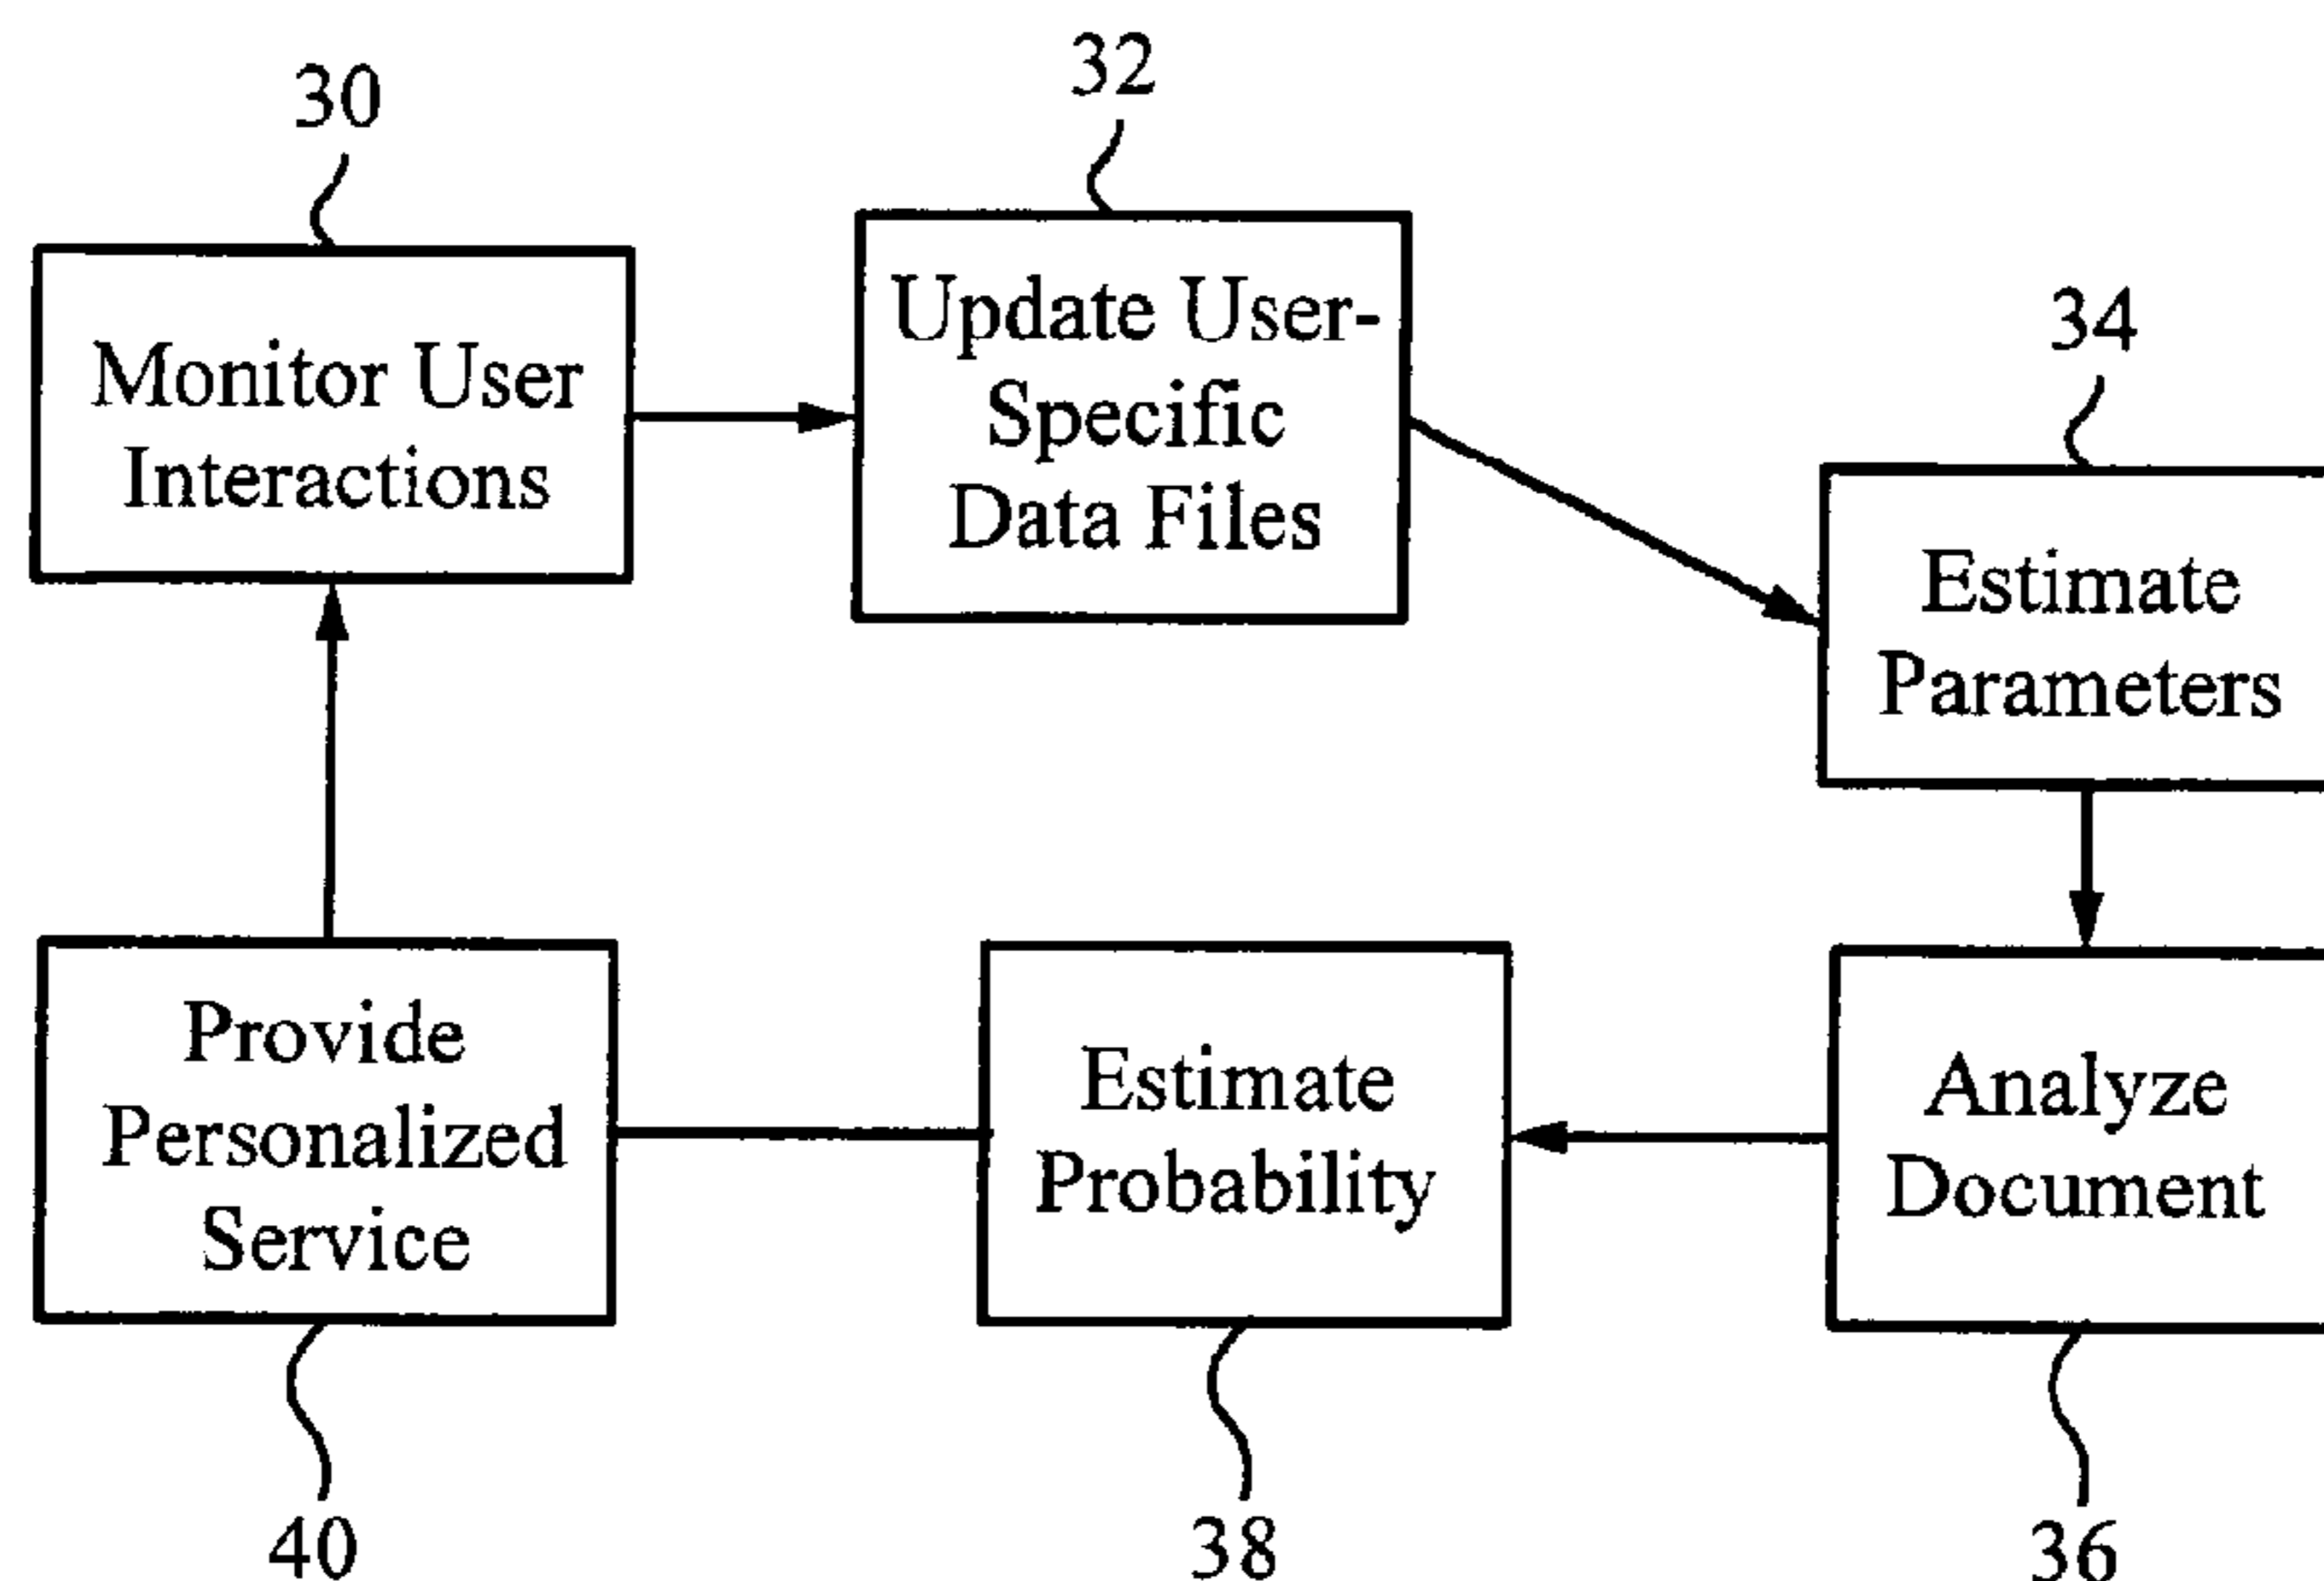 30
32
34
Monitor User
Interactions
Update User-
Specific
Data Files
Estimate
Parameters
Provide
Personalized
Service
Estimate
Probability
Analyze
Document
40
38
36